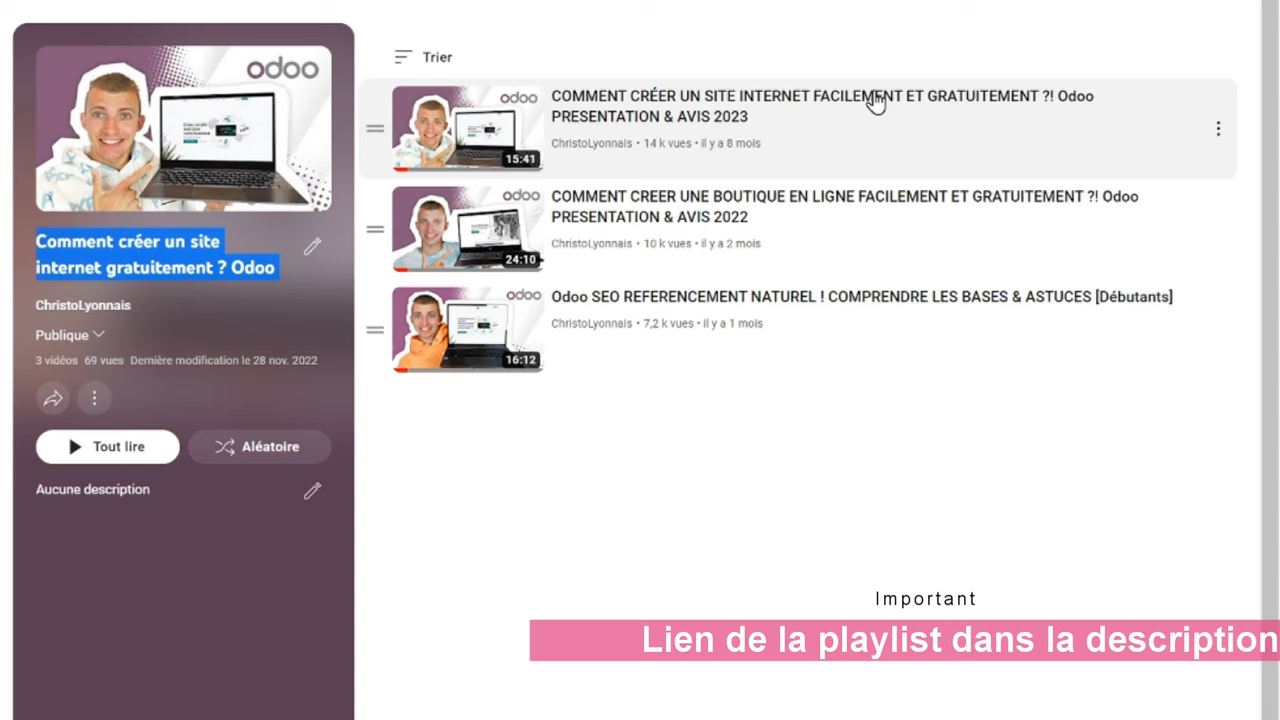 odoo
Comment créer un site
internet gratuitement ? Odoo
ChristoLyonnais
Publique
3 vidéos 69 vues Dernière modification le 28 nov. 2022
Tout lire
Aléatoire
Aucune description
Trier
odoo
15:41
COMMENT CRÉER UN SITE INTERNET FACILEMENT ET GRATUITEMENT ?! Odoo
PRESENTATION & AVIS 2023
ChristoLyonnais • 14 k vues • il y a 8 mois
odoo
24:10
COMMENT CREER UNE BOUTIQUE EN LIGNE FACILEMENT ET GRATUITEMENT ?! Odoo
PRESENTATION & AVIS 2022
ChristoLyonnais • 10 k vues • il y a 2 mois
odoo
16:12
Odoo SEO REFERENCEMENT NATUREL ! COMPRENDRE LES BASES & ASTUCES [Débutants]
ChristoLyonnais • 7,2 k vues • il y a 1 mois
Important
Lien de la playlist dans la description